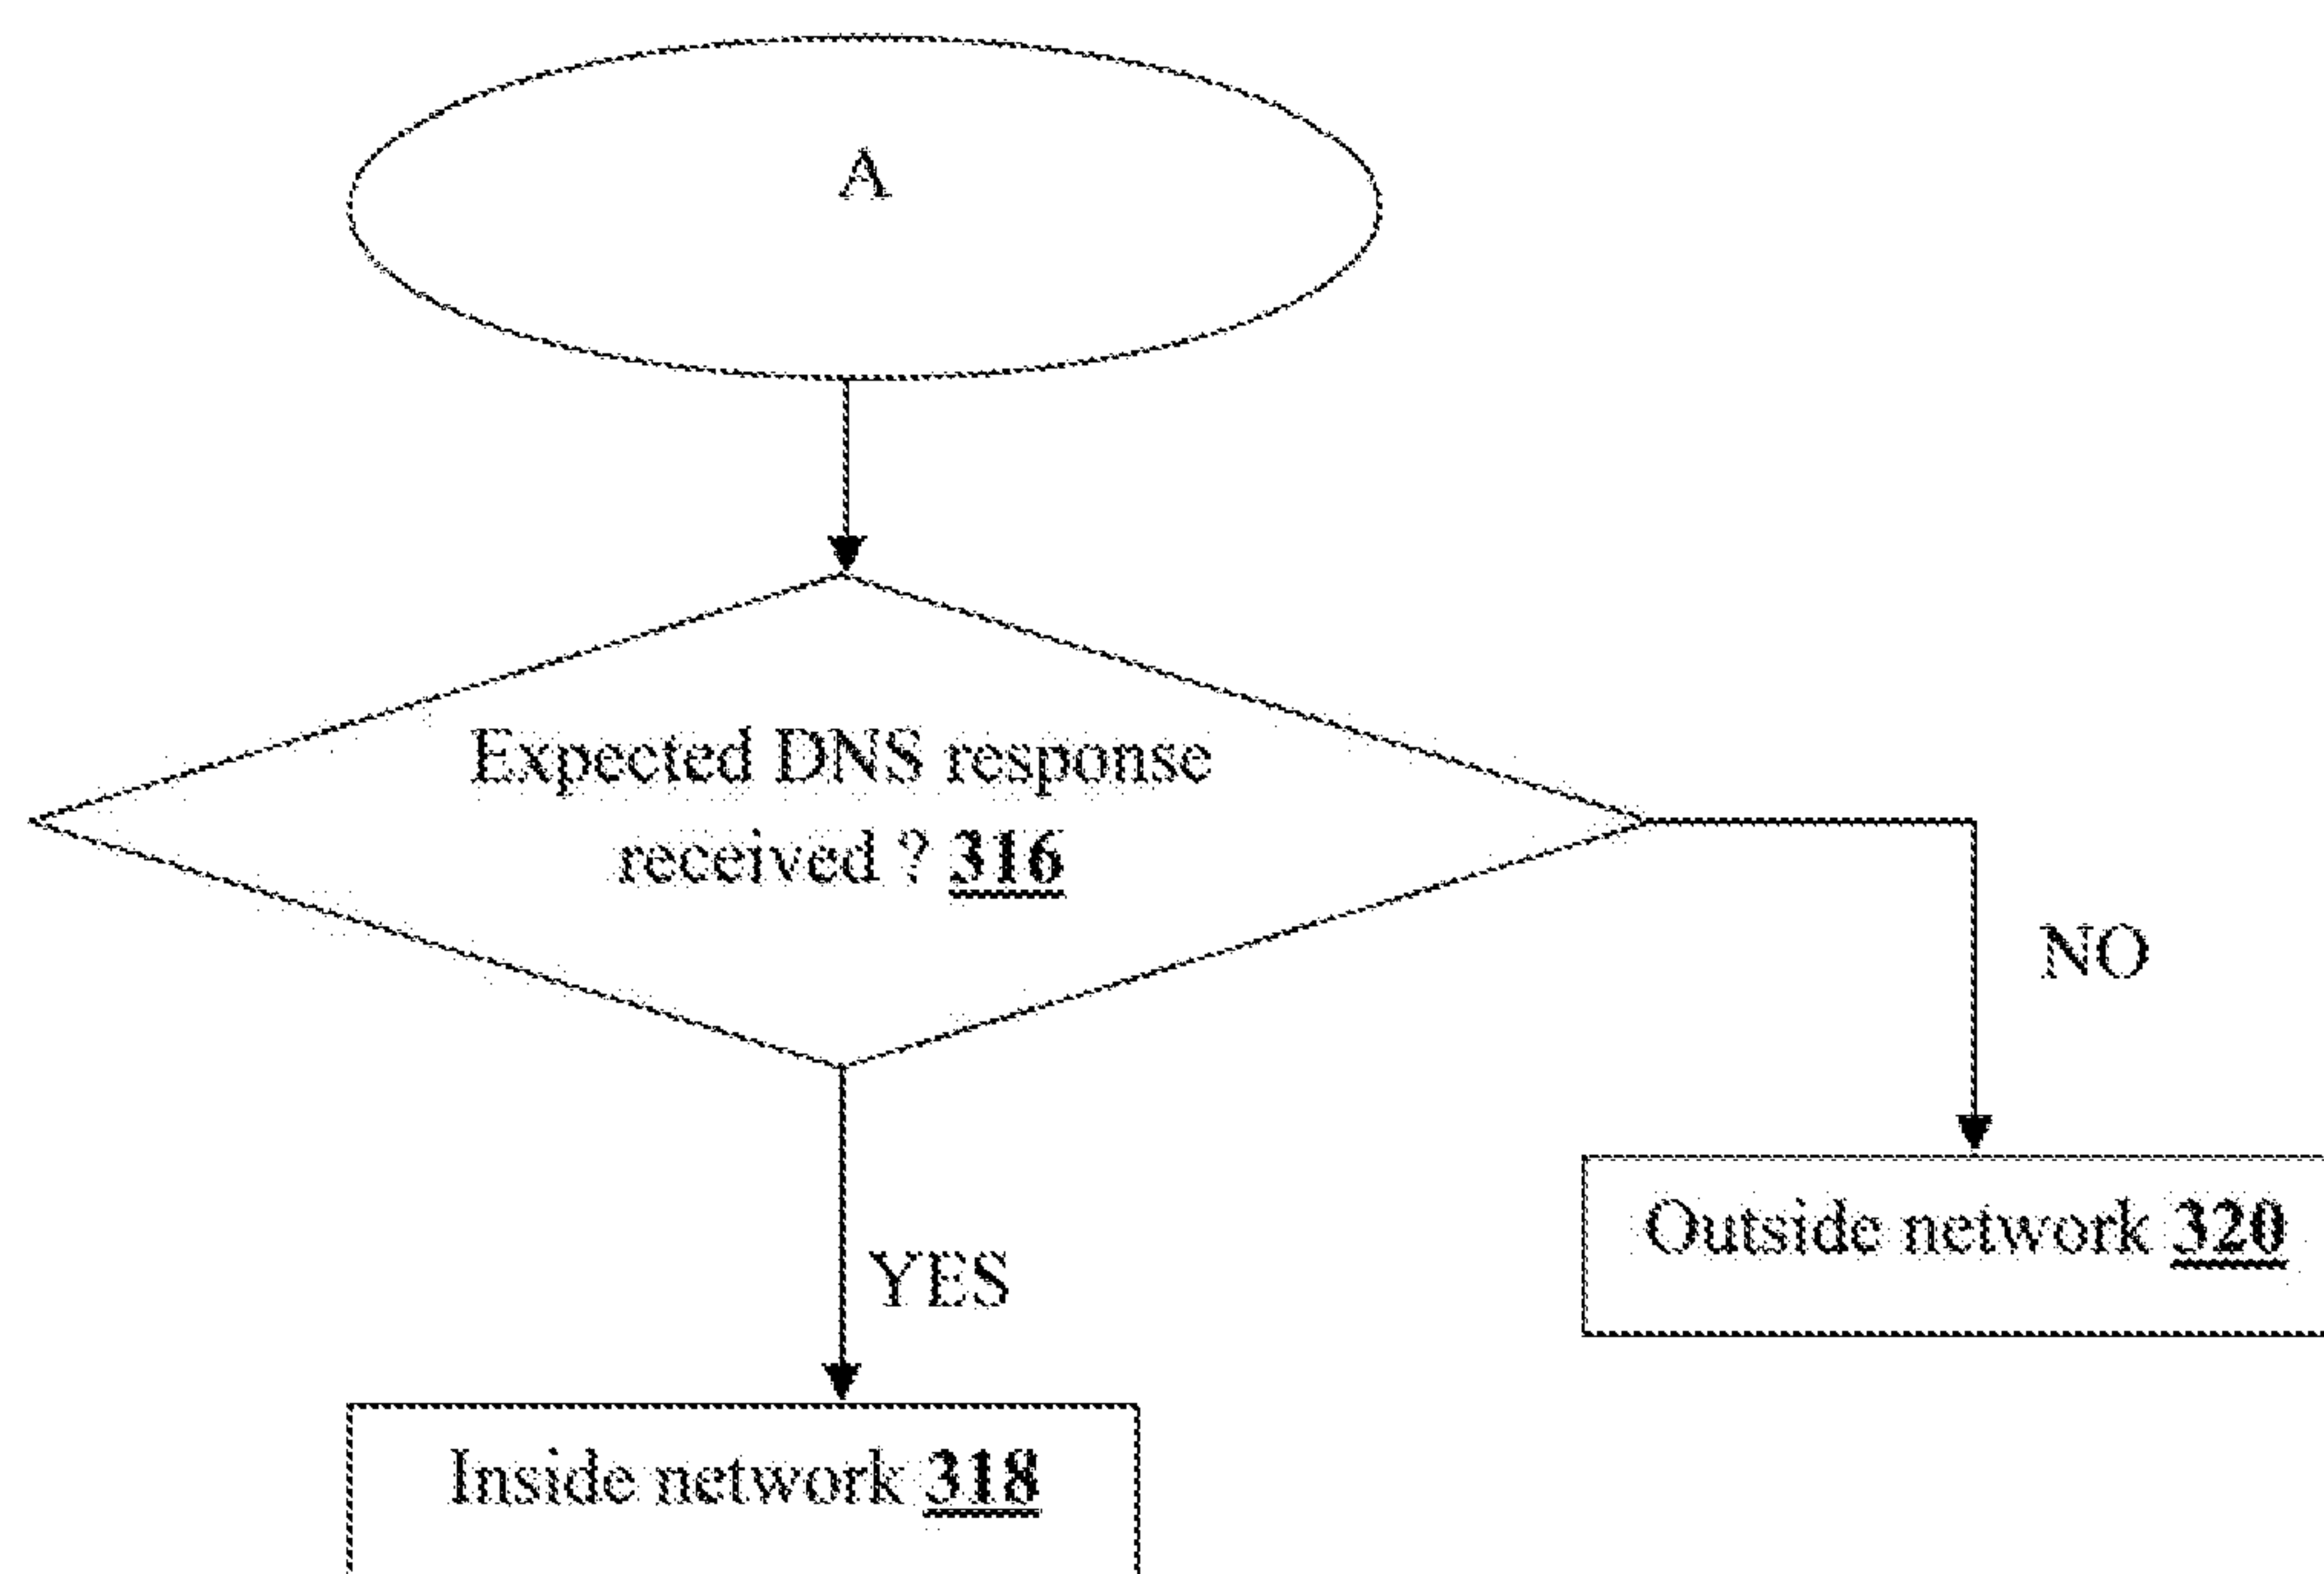 A
Expected DNS response
received ? 316
NO
Outside network 320
YES
Inside network 318